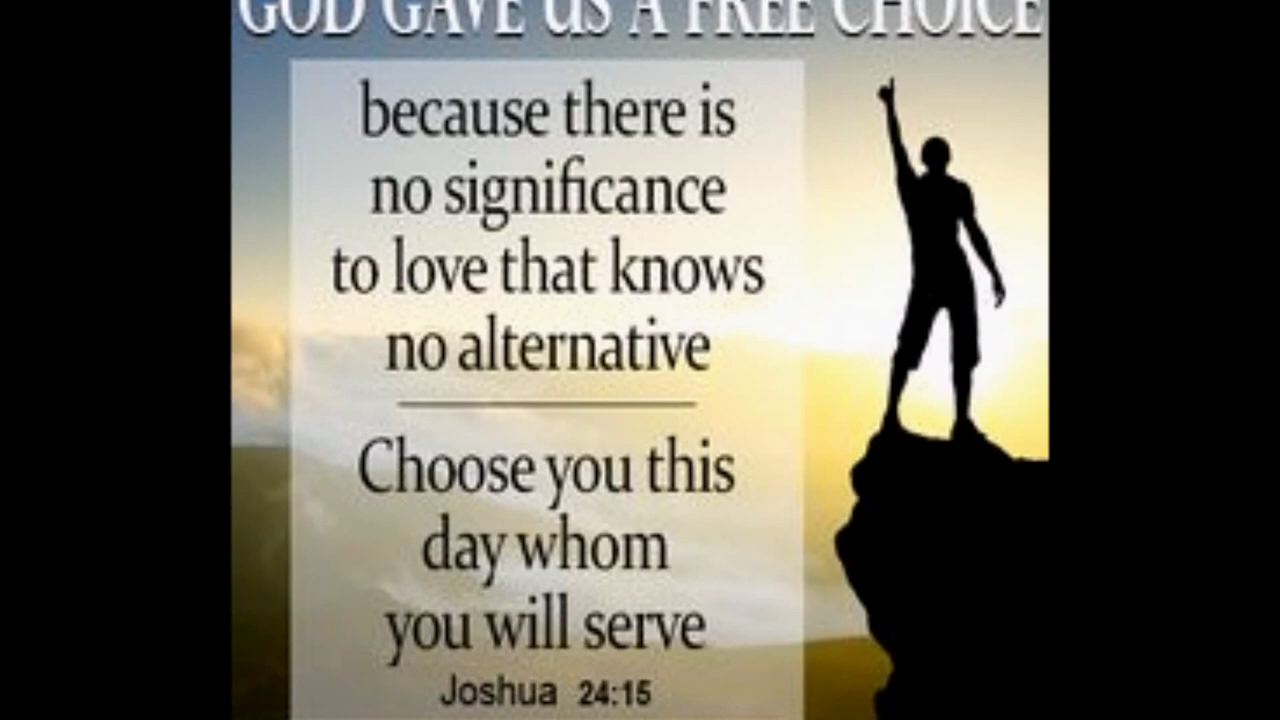 GOD GAVE US A FREE CHOICE
because there is
no significance
to love that knows
no alternative
Choose you this
day whom
you will serve
Joshua 24:15